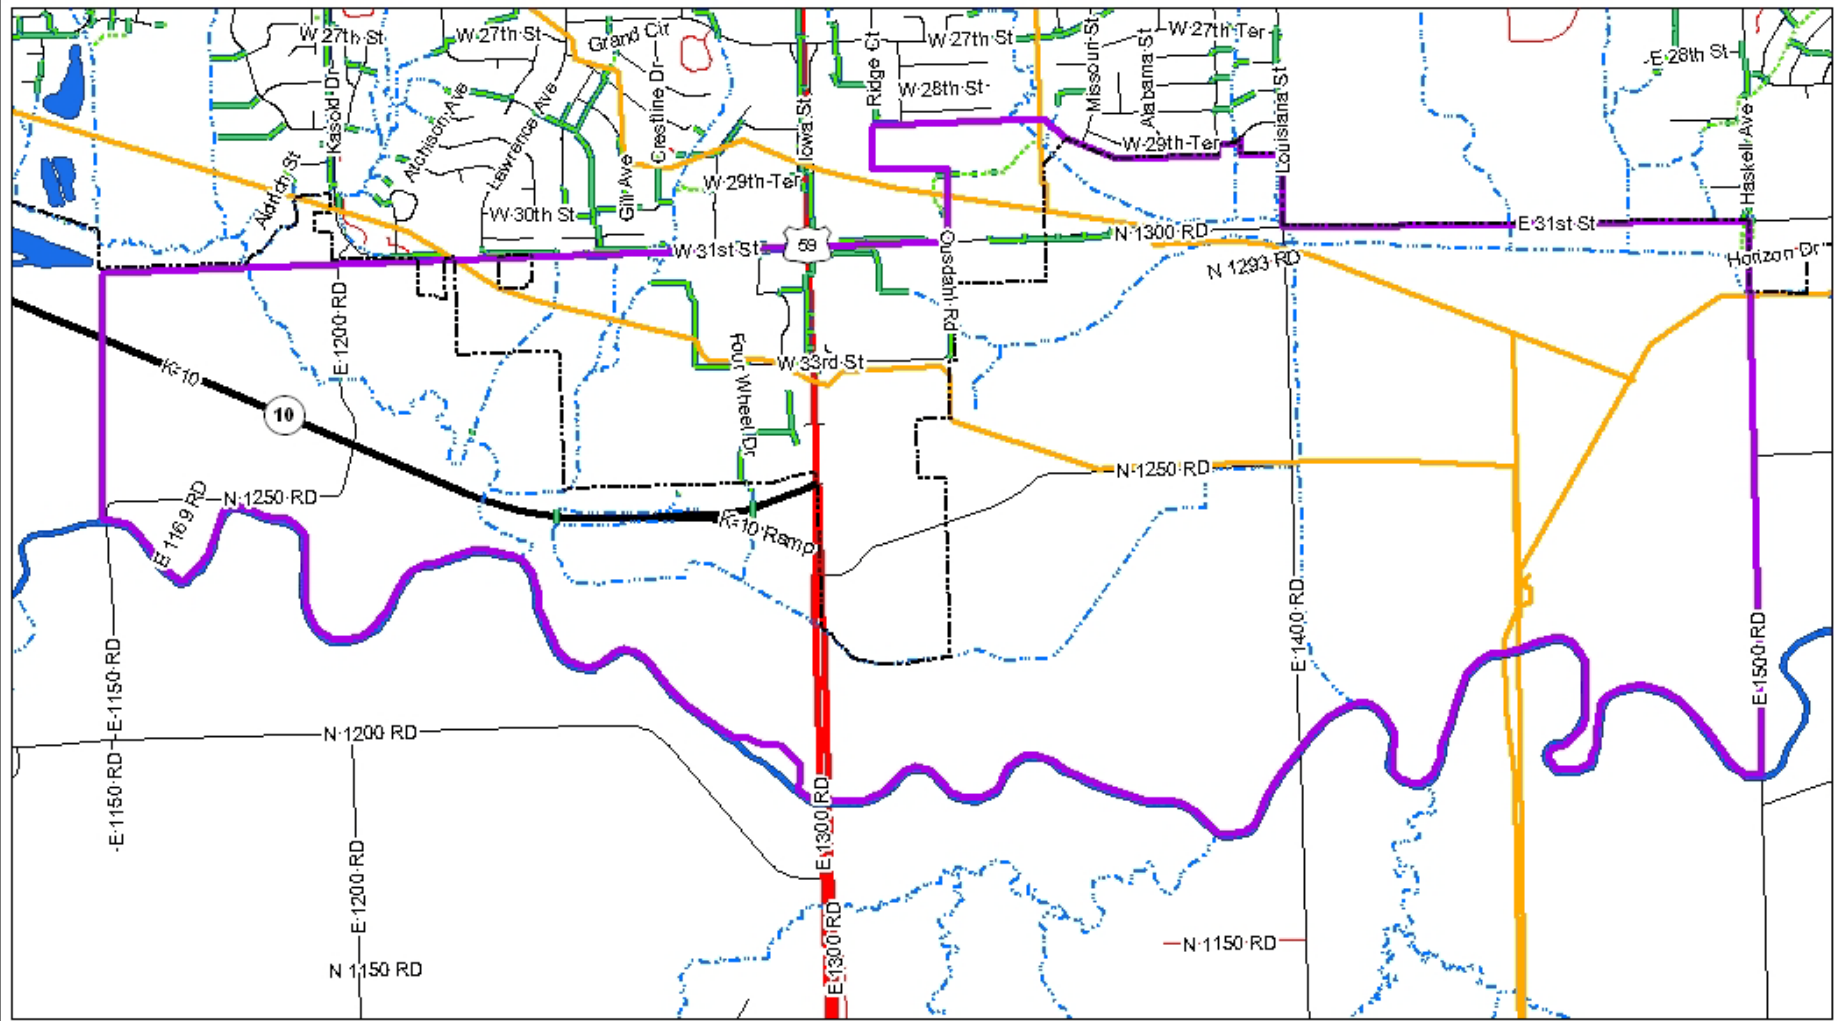 W 27th St
W 27th St
Grand Cir
W 27th St
Missouri St
W 27th Ter
E 28th St
Kasold Dr
Crestline Dr
Ridge Ct
W 28th St
Alabama St
Louisiana St
Haskell Ave
Atchison Ave
Lawrence Ave
Iowa St
W 29th Ter
Aldrich St
Gill Ave
W 29th Ter
W 30th St
W 31st St
59
Ousdahl Rd
N 1300 RD
E 31st St
N 1293 RD
Horizon Dr
E 1200 RD
K-10
10
Four Wheel Dr
W 33rd St
N 1250 RD
N 1250 RD
E 1169 RD
K-10 Ramp
E 1400 RD
E 1150 RD
E 1500 RD
N 1200 RD
E 1150 RD
E 1300 RD
E 1200 RD
E 1300 RD
N 1150 RD
N 1150 RD